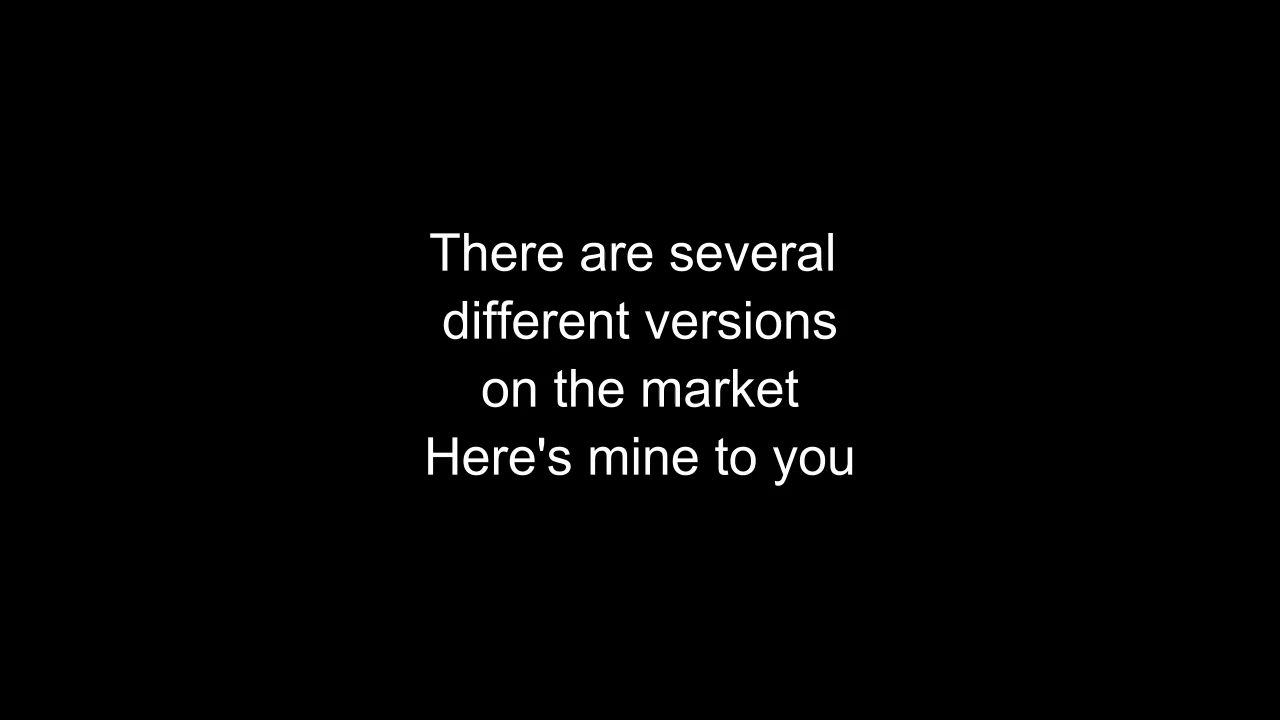 There are several
different versions
on the market
Here's mine to you